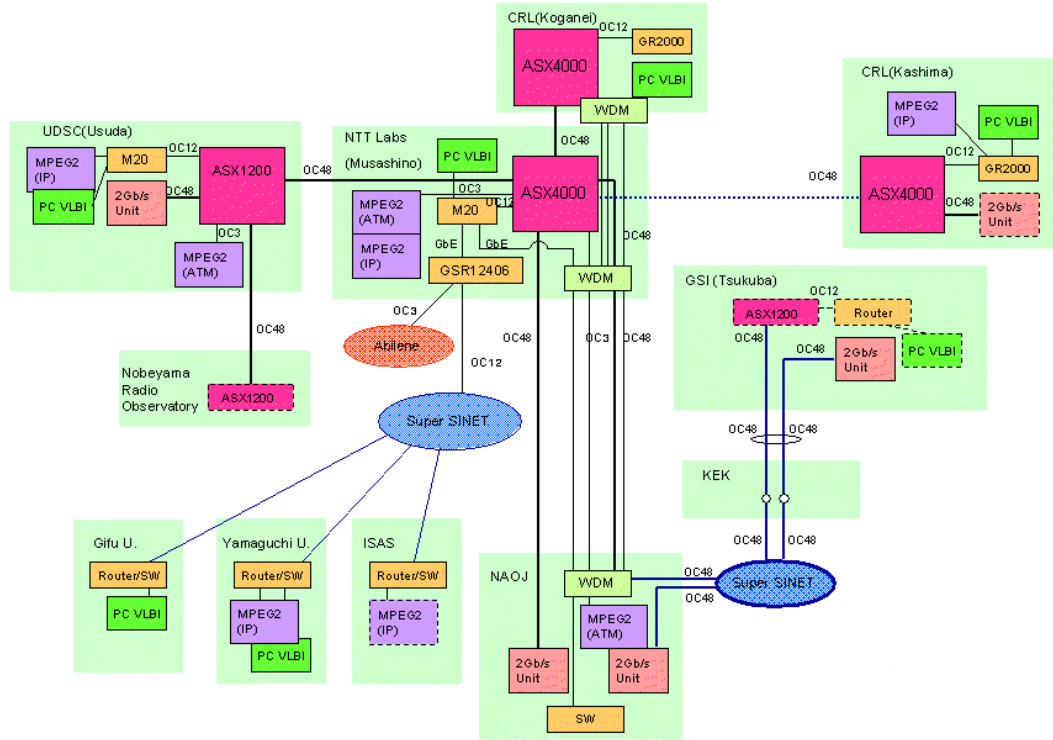 CRL(Koganei)
OC12
ASX4000
GR2000
PC VLBI
WDM
OC48
CRL(Kashima)
MPEG2
(IP)
PC VLBI
OC12
GR2000
ASX4000
OC48
2Gb/s
Unit
OC48
UDSC(Usuda)
OC12
MPEG2
(IP)
M20
ASX1200
PC VLBI
OC48
2Gb/s
Unit
OC3
MPEG2
(ATM)
OC48
NTT Labs
(Musashino)
PC VLBI
OC3
ASX4000
MPEG2
(ATM)
M20
OC12
MPEG2
(IP)
GbE
GbE
OC48
GSR12406
WDM
OC3
Abilene
OC12
OC48
OC3
OC48
OC48
Nobeyama
Radio
Observatory
ASX1200
Super SINET
GSI (Tsukuba)
OC12
ASX1200
Router
OC48
OC48
2Gb/s
Unit
PC VLBI
OC48
OC48
KEK
OC48
OC48
Gifu U.
Router/SW
PC VLBI
Yamaguchi U.
Router/SW
MPEG2
(IP)
PC VLBI
ISAS
Router/SW
MPEG2
(IP)
NAOJ
WDM
OC48
OC48
Super SINET
MPEG2
(ATM)
2Gb/s
Unit
2Gb/s
Unit
SW